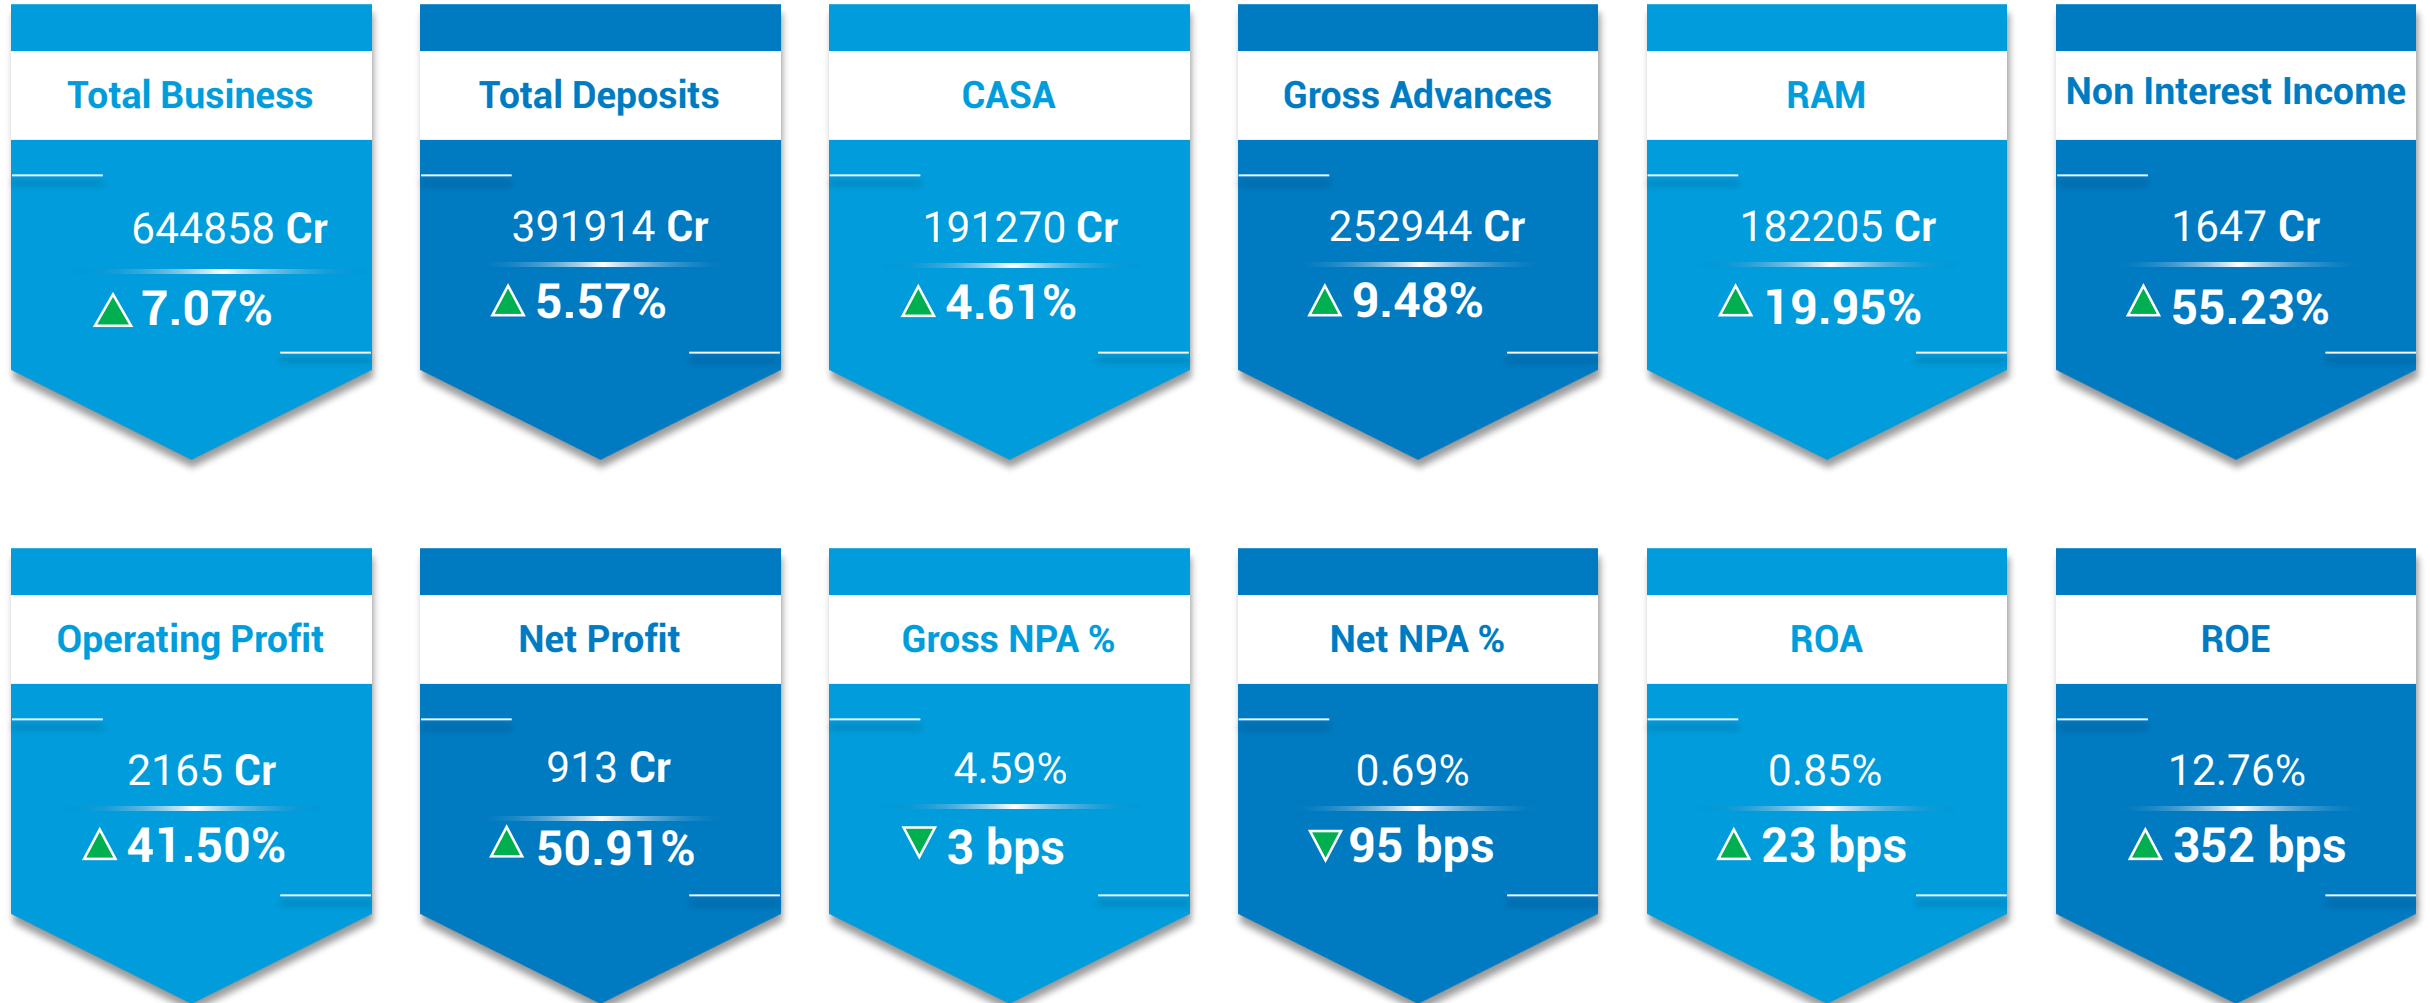 Total Business
644858 Cr
7.07%
Total Deposits
391914 Cr
5.57%
CASA
191270 Cr
4.61%
Gross Advances
252944 Cr
9.48%
RAM
182205 Cr
19.95%
Non Interest Income
1647 Cr
55.23%
Operating Profit
2165 Cr
41.50%
Net Profit
913 Cr
50.91%
Gross NPA %
4.59%
3 bps
Net NPA %
0.69%
95 bps
ROA
0.85%
23 bps
ROE
12.76%
352 bps